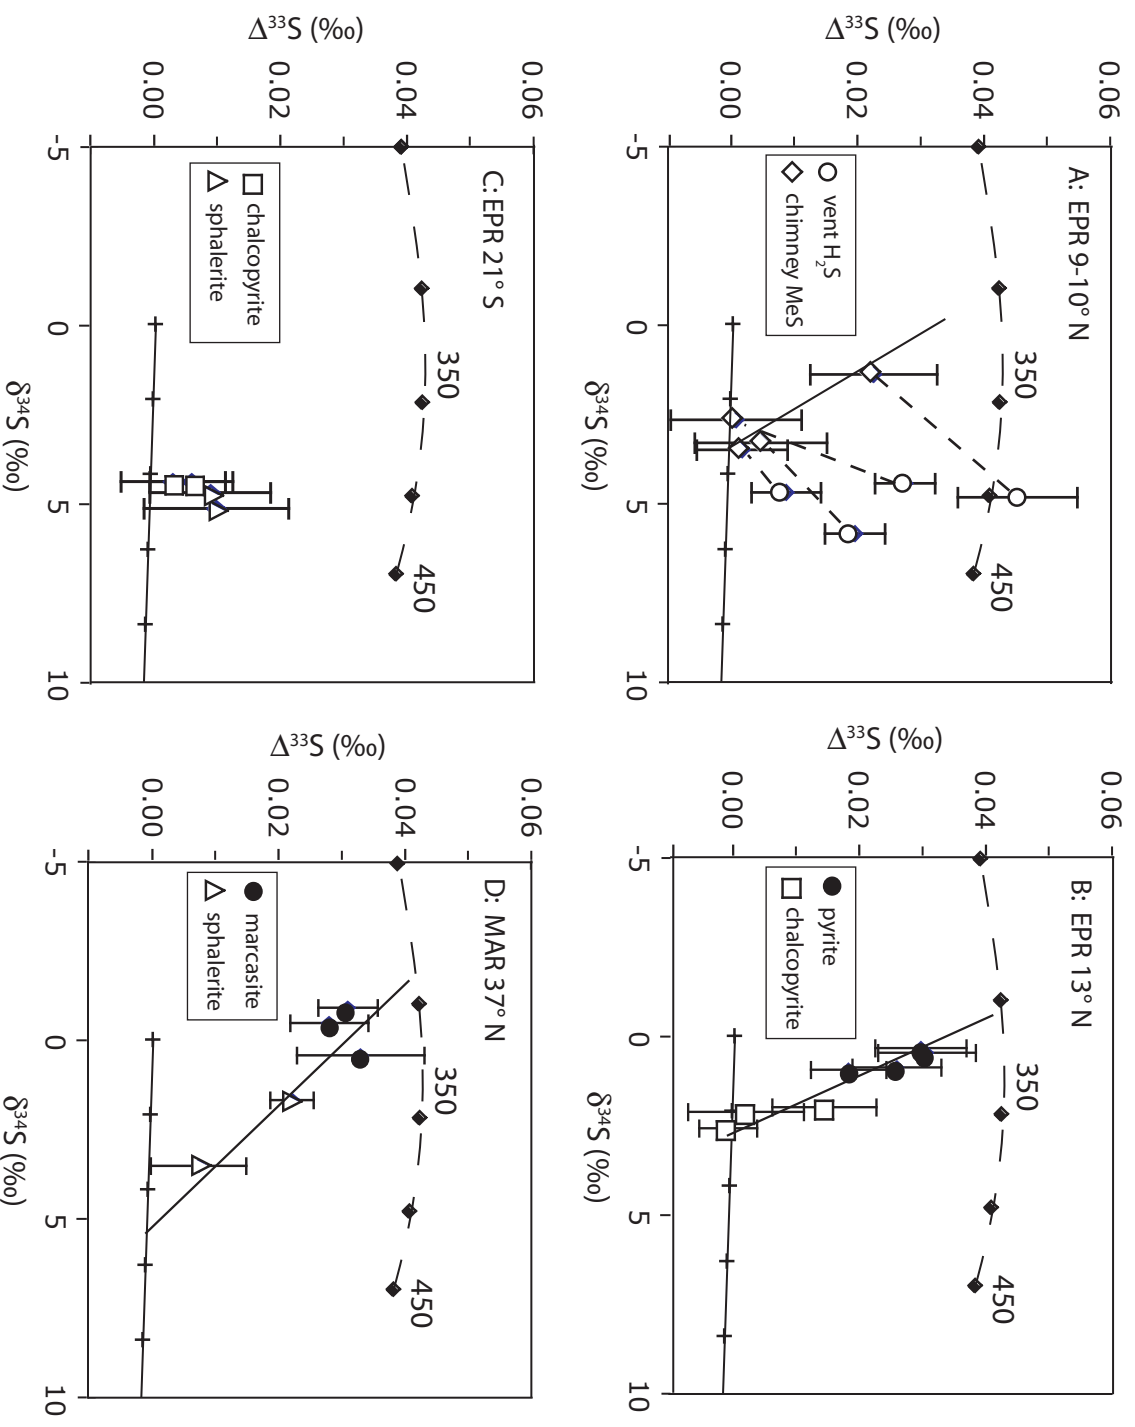 A: EPR 9-10° N
vent H₂S
chimney MeS
350
450
0.06
0.04
0.02
0.00
-5
0
5
10
Δ³³S (‰)
δ³⁴S (‰)
B: EPR 13° N
pyrite
chalcopyrite
350
450
0.06
0.04
0.02
0.00
-5
0
5
10
Δ³³S (‰)
δ³⁴S (‰)
C: EPR 21° S
chalcopyrite
sphalerite
350
450
0.06
0.04
0.02
0.00
-5
0
5
10
Δ³³S (‰)
δ³⁴S (‰)
D: MAR 37° N
marcasite
sphalerite
350
450
0.06
0.04
0.02
0.00
-5
0
5
10
Δ³³S (‰)
δ³⁴S (‰)